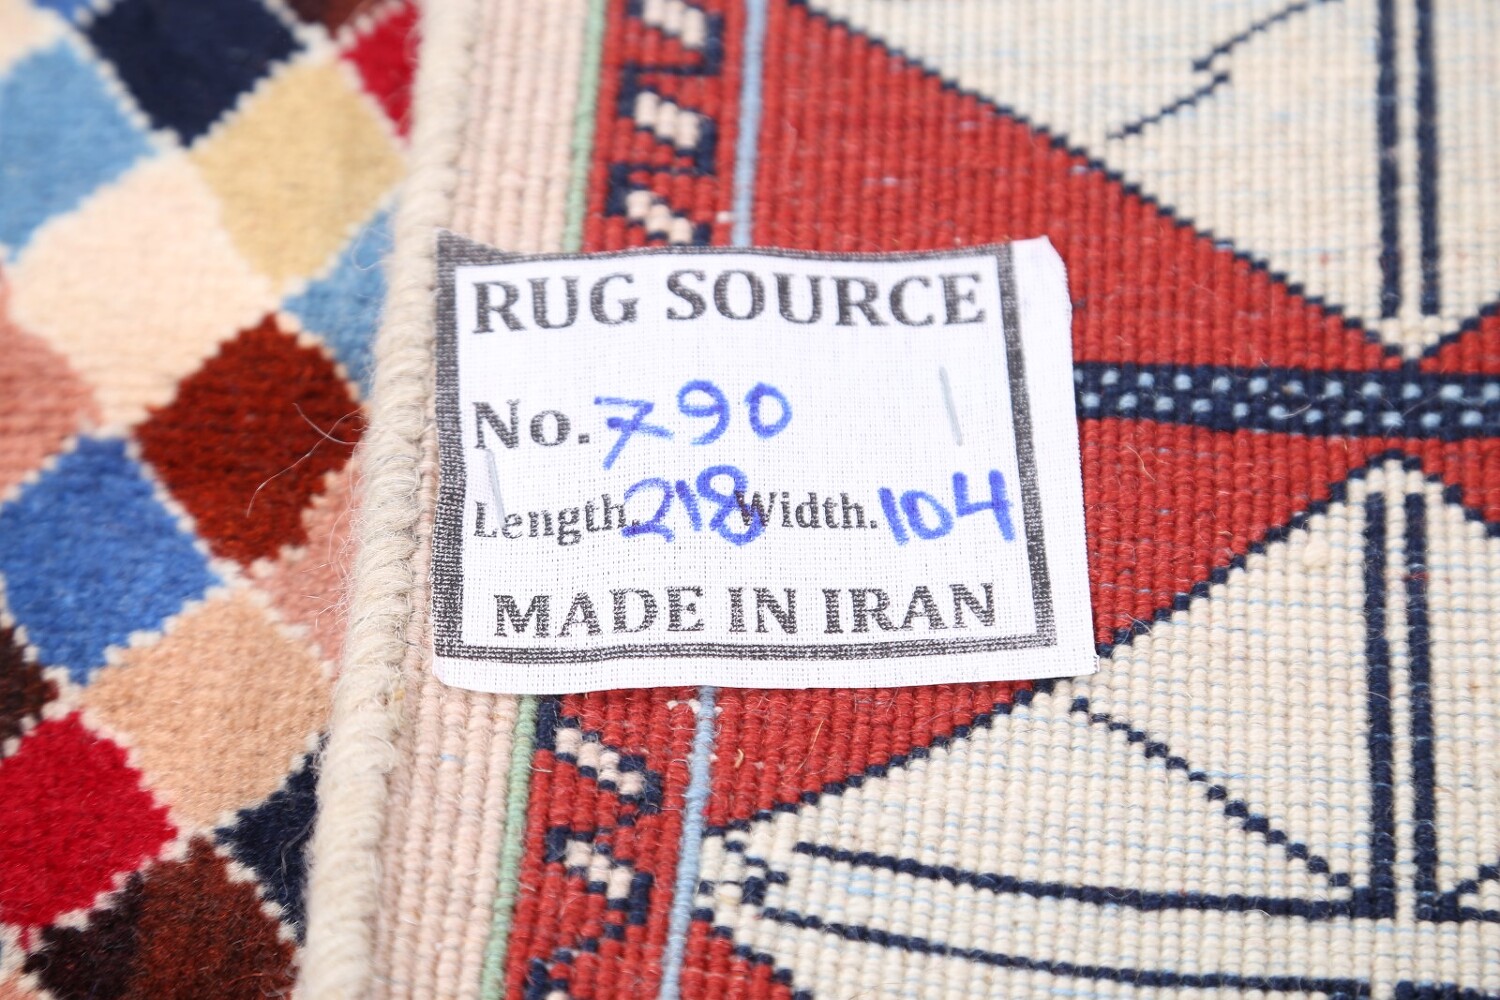 RUG SOURCE
No. 790
Length. 218 Width. 104
MADE IN IRAN